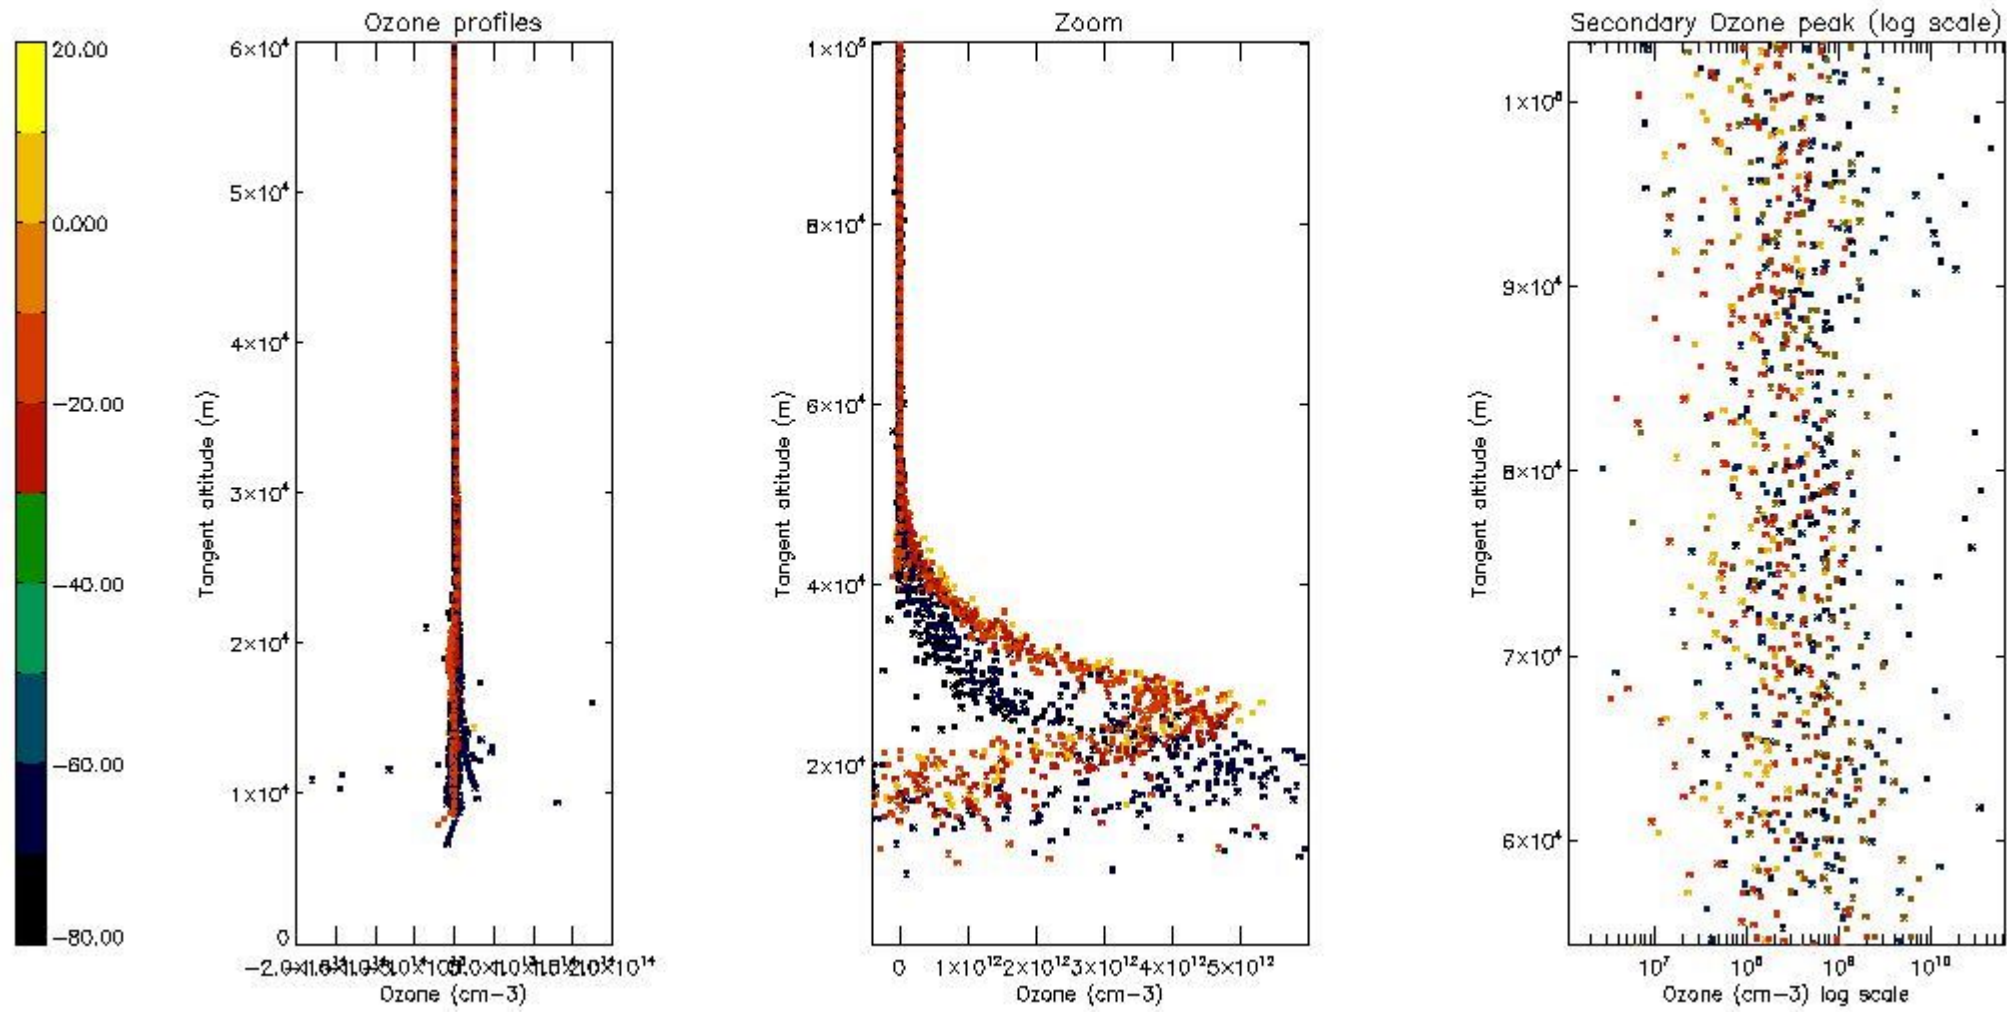 Ozone profiles
Zoom
Secondary Ozone peak (log scale)
20.00
0.000
−20.00
−40.00
−60.00
−80.00
6×10⁴
5×10⁴
4×10⁴
3×10⁴
2×10⁴
1×10⁴
0
Tangent altitude (m)
Ozone (cm−3)
1×10⁵
8×10⁴
6×10⁴
4×10⁴
2×10⁴
Tangent altitude (m)
0 1×10¹² 2×10¹² 3×10¹² 4×10¹² 5×10¹²
Ozone (cm−3)
9×10⁴
8×10⁴
7×10⁴
6×10⁴
Tangent altitude (m)
10⁷ 10⁸ 10⁹ 10¹⁰
Ozone (cm−3) log scale